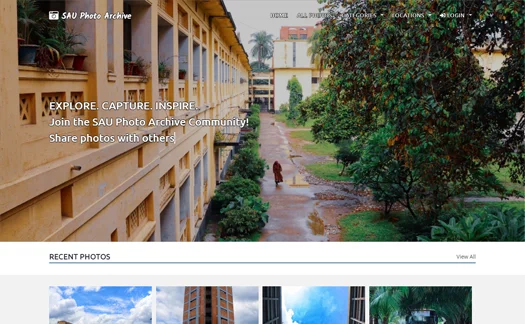 SAU Photo Archive
HOME
ALL PHOTOS
CATEGORIES
LOCATIONS
LOGIN
EXPLORE. CAPTURE. INSPIRE.
Join the SAU Photo Archive Community!
Share photos with others
RECENT PHOTOS
View All